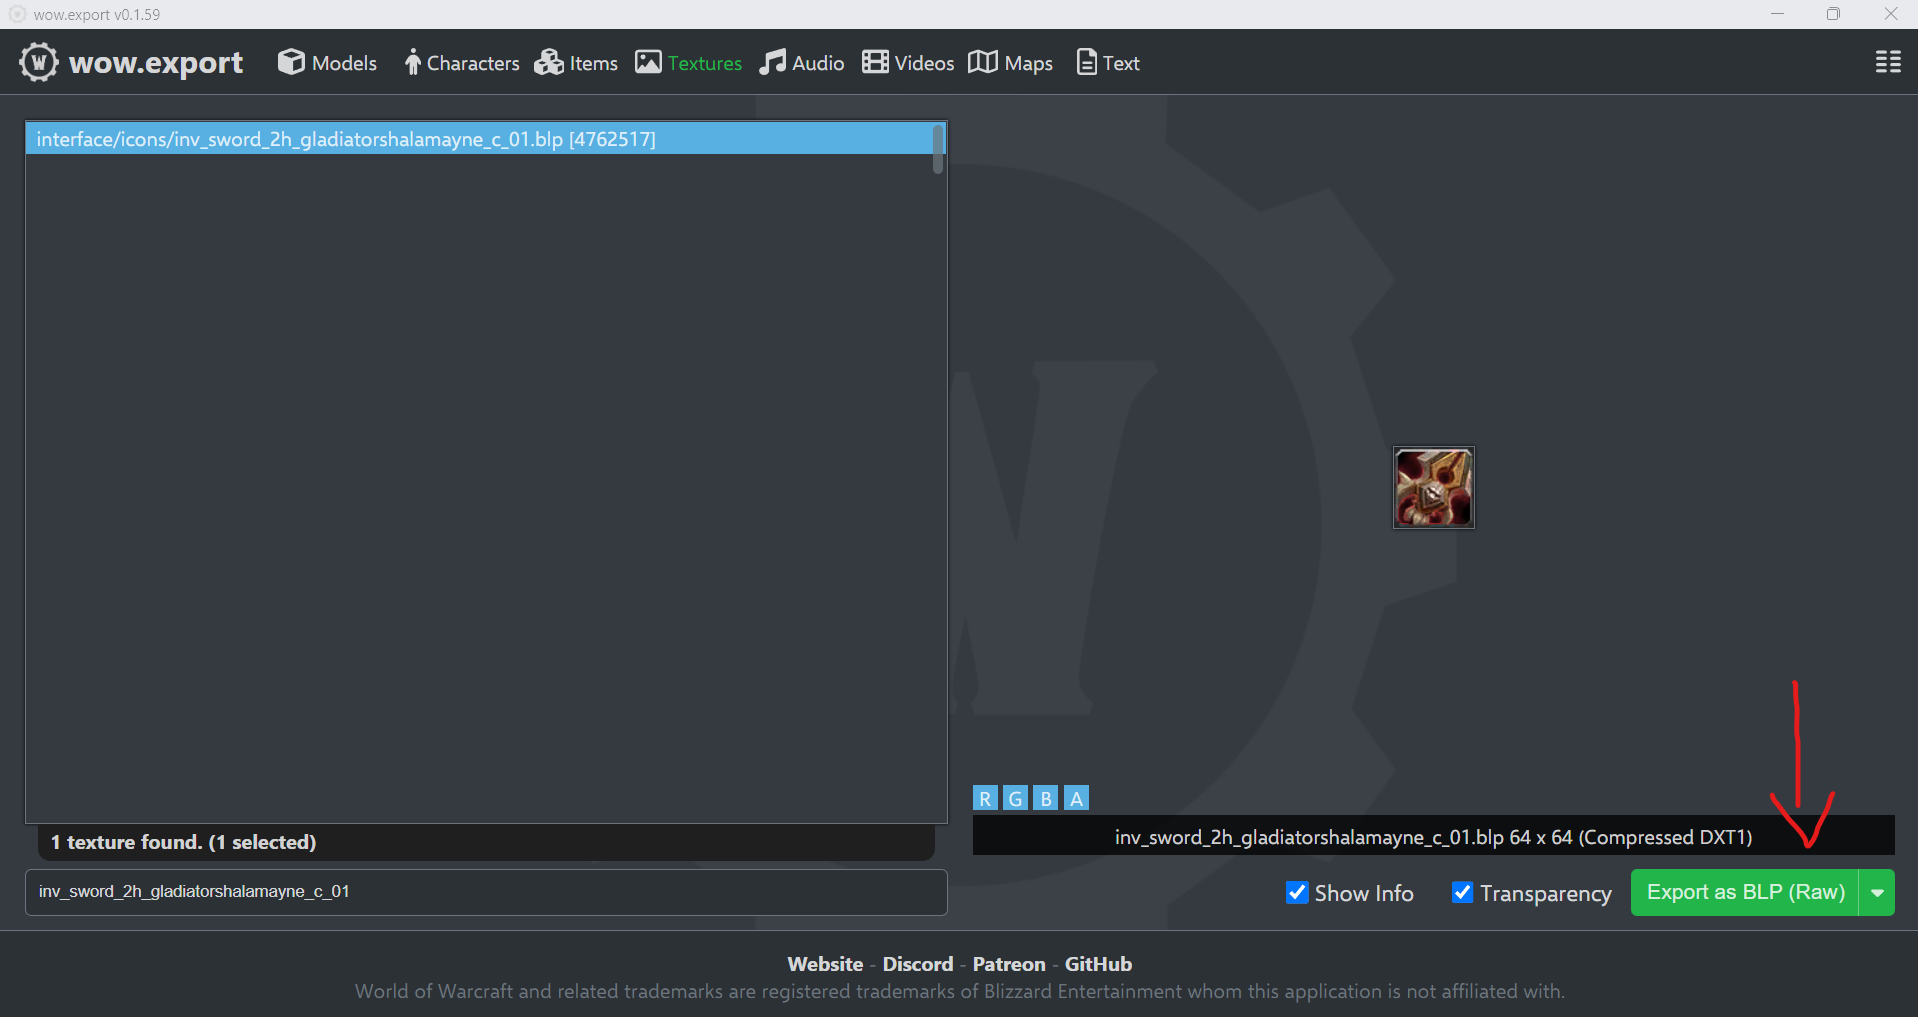 wow.export v0.1.59
W wow.export Models Characters Items Textures Audio Videos Maps Text
interface/icons/inv_sword_2h_gladiatorshalamayne_c_01.blp [4762517]
R G B A
inv_sword_2h_gladiatorshalamayne_c_01.blp 64 x 64 (Compressed DXT1)
1 texture found. (1 selected)
inv_sword_2h_gladiatorshalamayne_c_01
Show Info Transparency Export as BLP (Raw)
Website - Discord - Patreon - GitHub
World of Warcraft and related trademarks are registered trademarks of Blizzard Entertainment whom this application is not affiliated with.